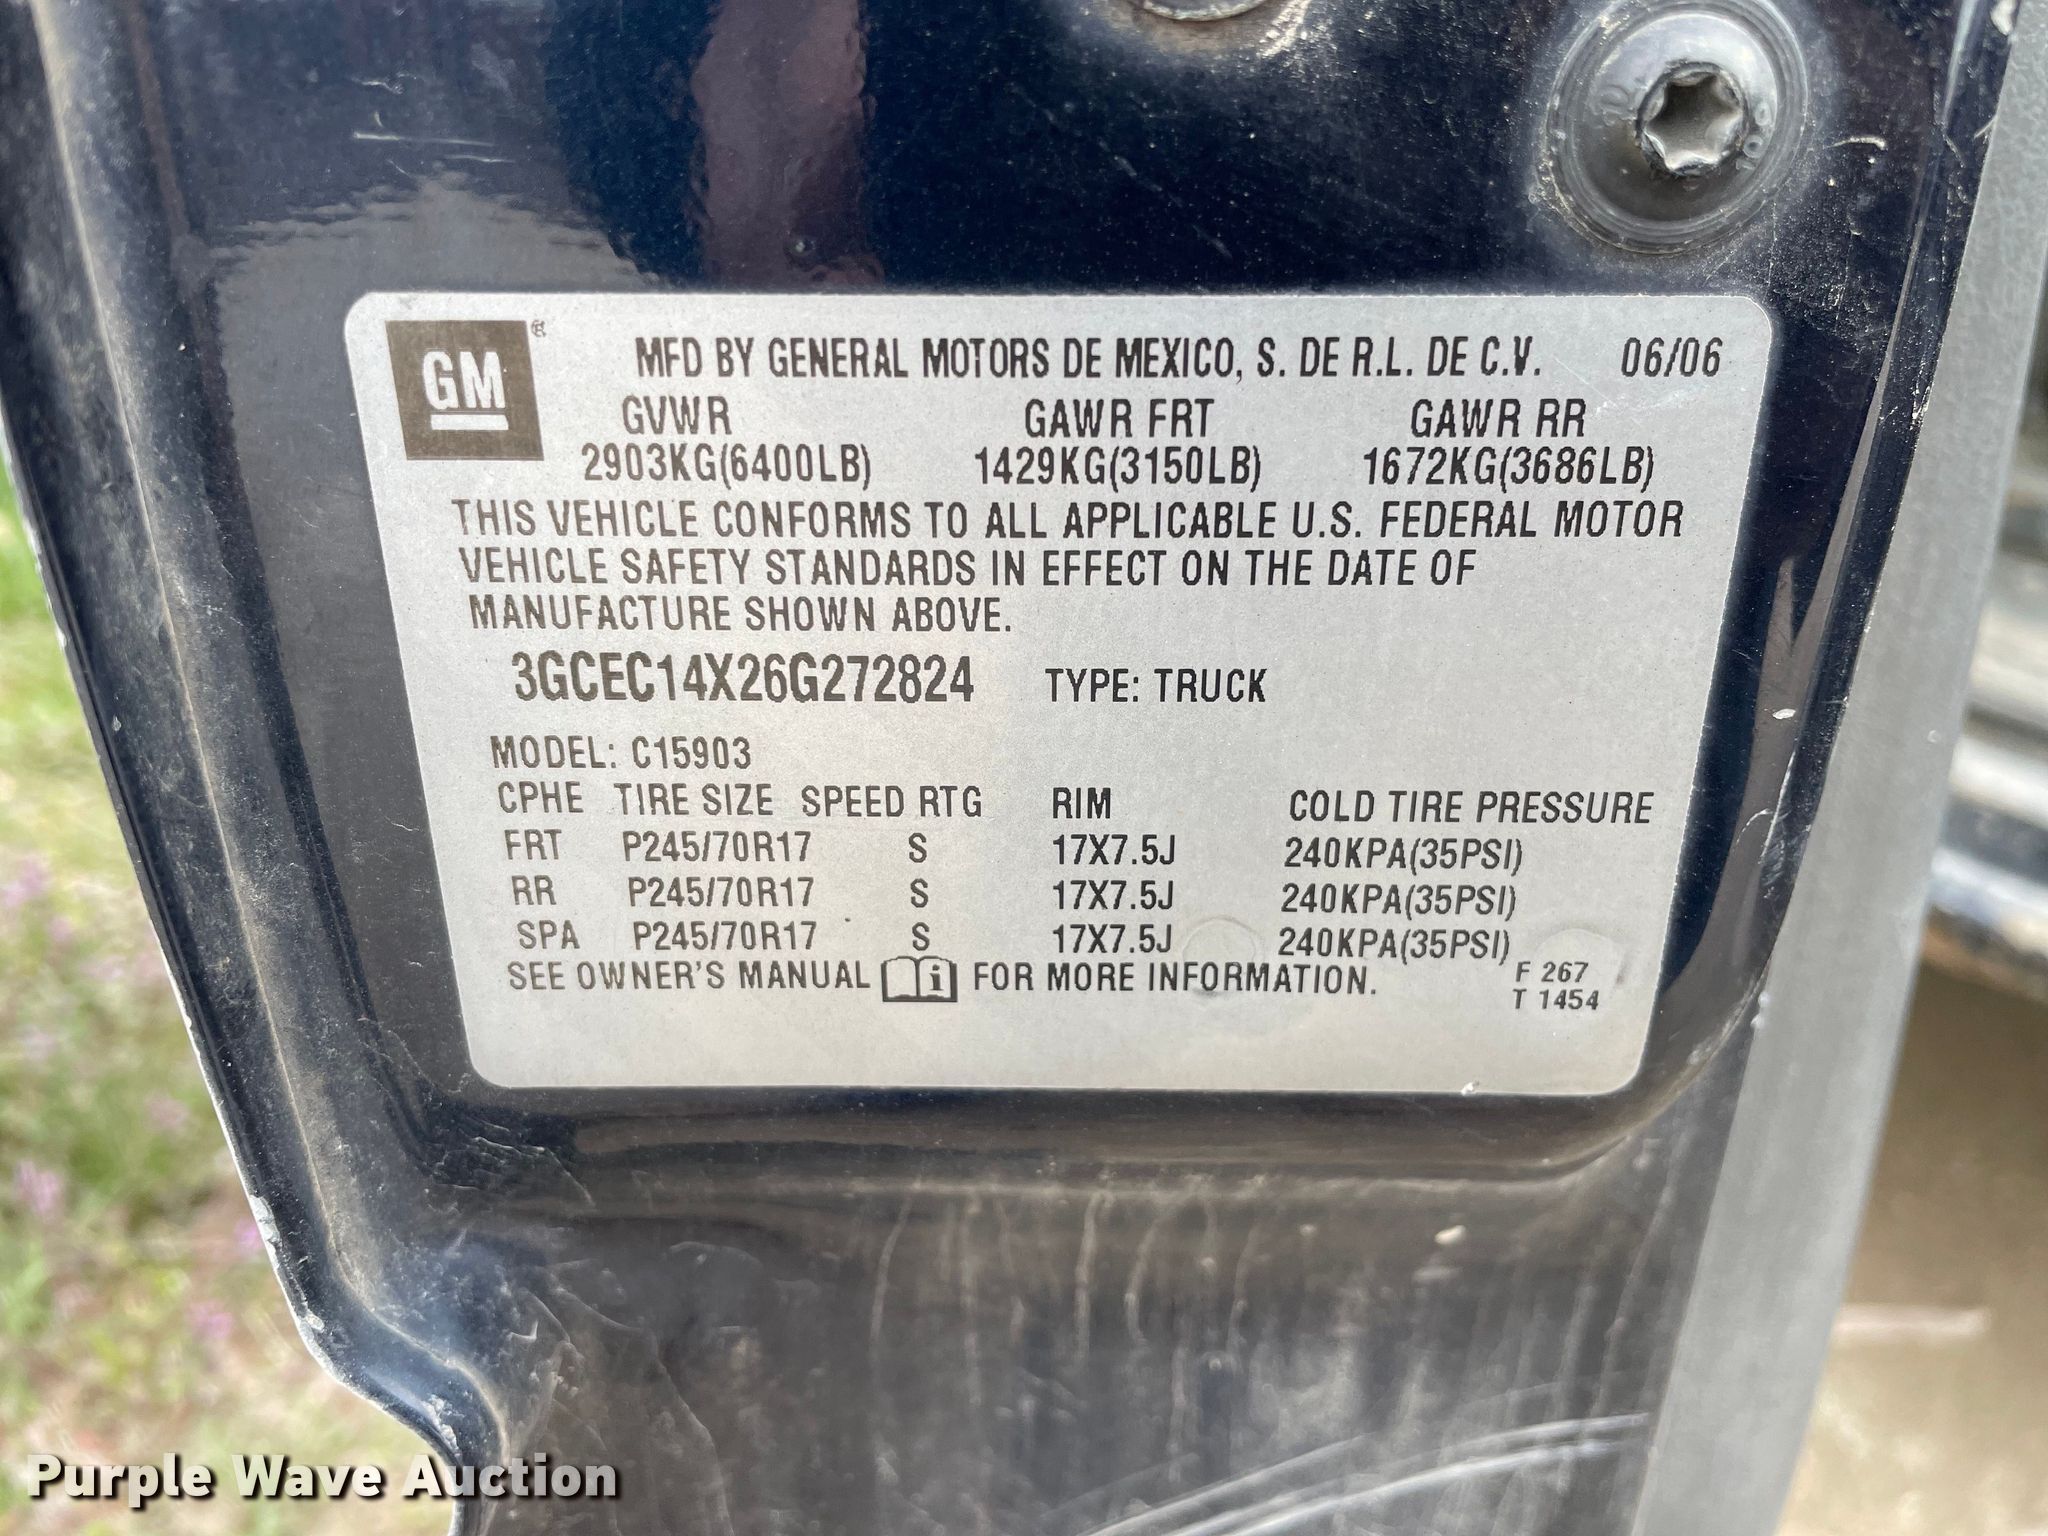 GM ®
MFD BY GENERAL MOTORS DE MEXICO, S. DE R.L. DE C.V. 06/06
GVWR GAWR FRT GAWR RR
2903KG(6400LB) 1429KG(3150LB) 1672KG(3686LB)
THIS VEHICLE CONFORMS TO ALL APPLICABLE U.S. FEDERAL MOTOR
VEHICLE SAFETY STANDARDS IN EFFECT ON THE DATE OF
MANUFACTURE SHOWN ABOVE.
3GCEC14X26G272824 TYPE: TRUCK
MODEL: C15903
CPHE TIRE SIZE SPEED RTG RIM COLD TIRE PRESSURE
FRT P245/70R17 S 17X7.5J 240KPA(35PSI)
RR P245/70R17 S 17X7.5J 240KPA(35PSI)
SPA P245/70R17 S 17X7.5J 240KPA(35PSI)
SEE OWNER'S MANUAL i FOR MORE INFORMATION.
F 267
T 1454
Purple Wave Auction